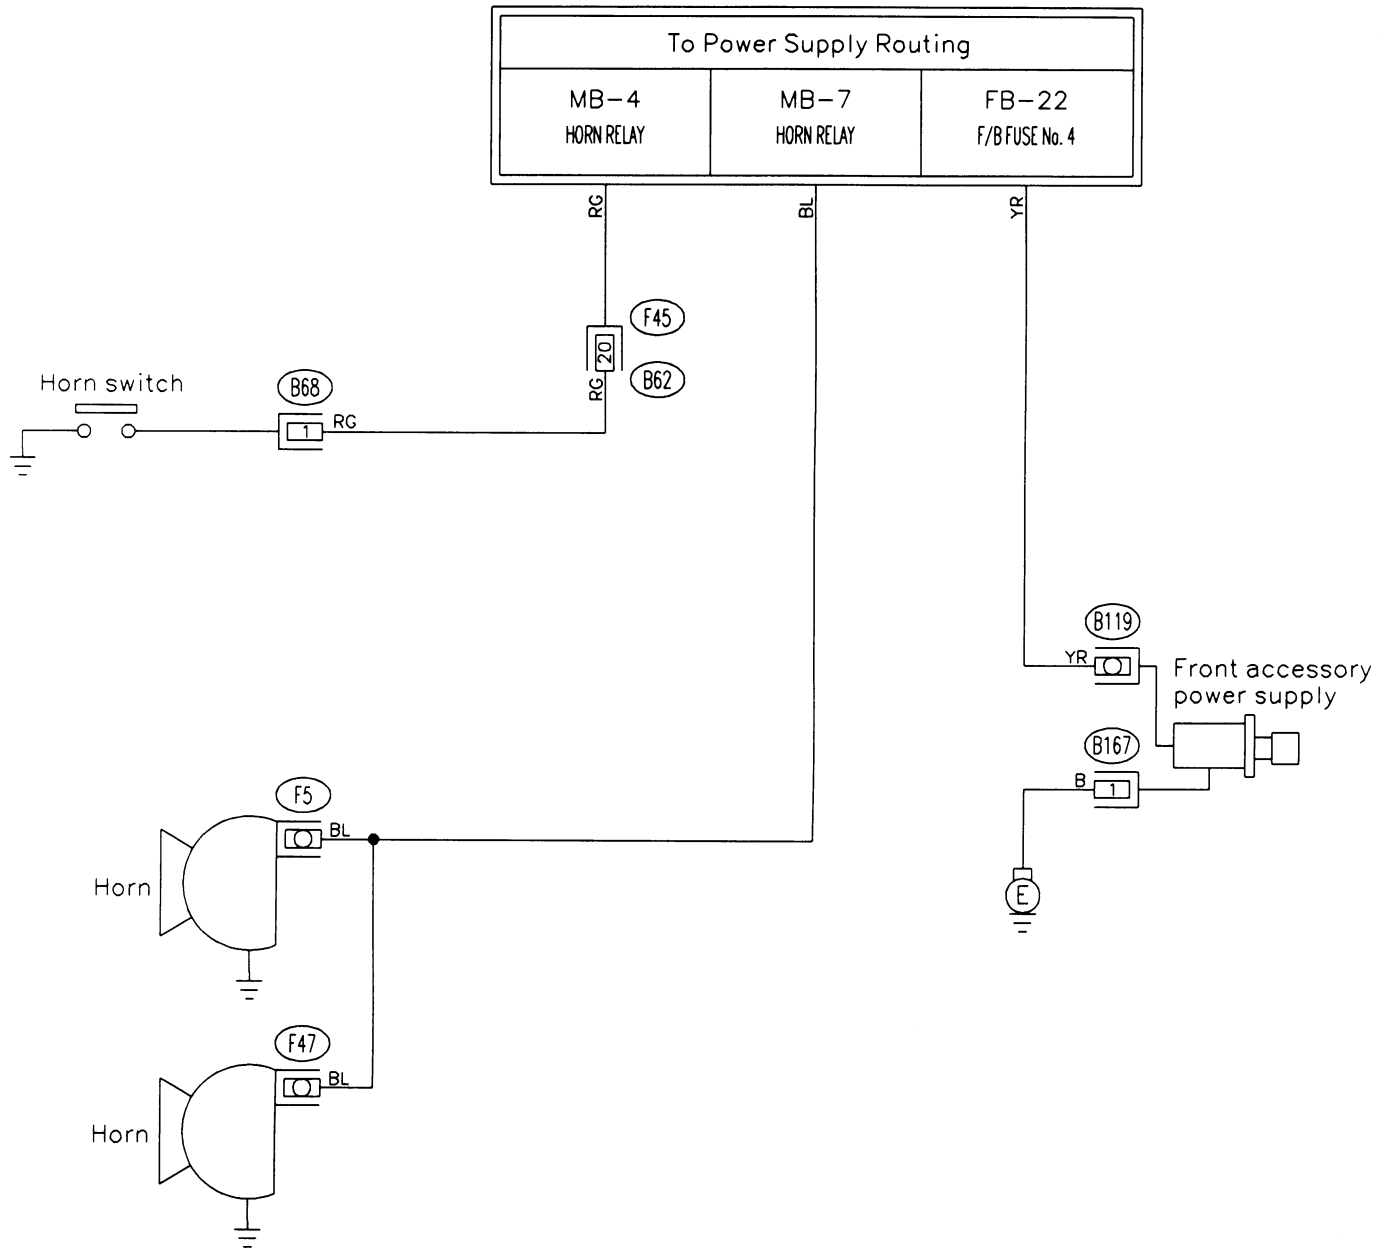 To Power Supply Routing
MB-4
HORN RELAY
MB-7
HORN RELAY
FB-22
F/B FUSE No. 4
RG
BL
YR
F45
20
B62
RG
Horn switch
B68
1
RG
B119
YR
Front accessory
power supply
B167
B
1
E
F5
BL
Horn
F47
BL
Horn